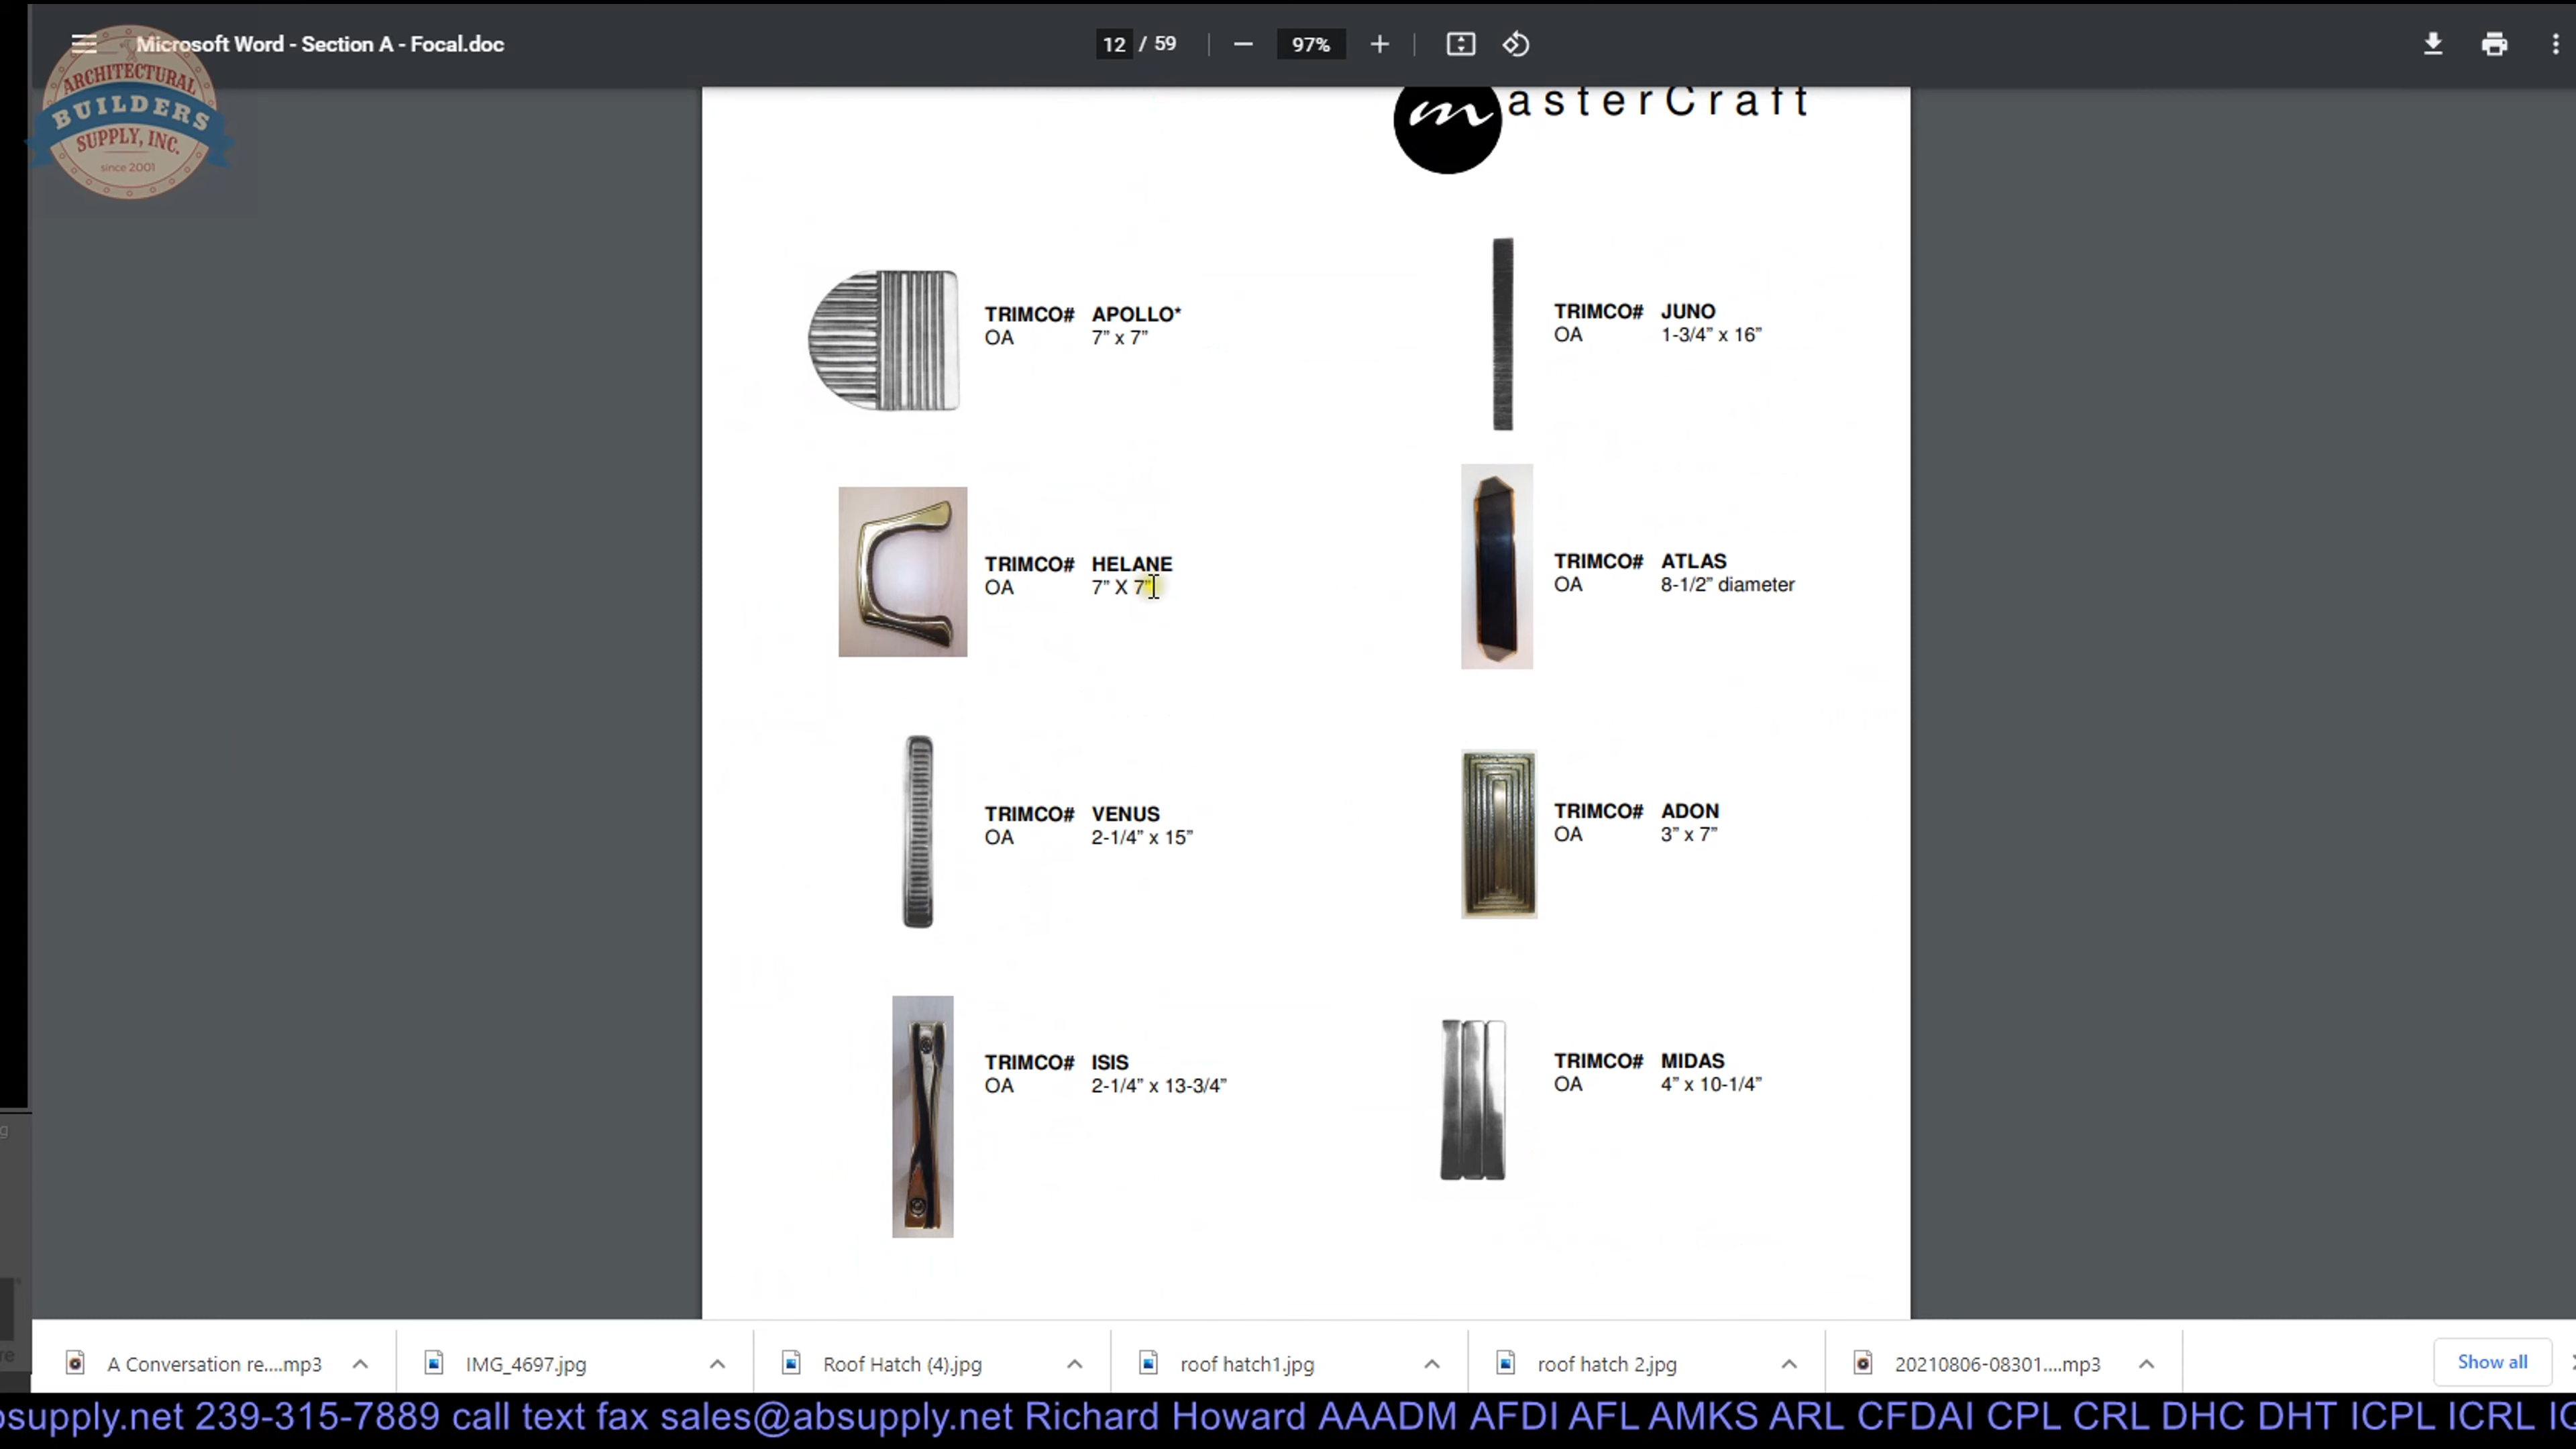 Microsoft Word - Section A - Focal.doc
12 / 59
97%
ARCHITECTURAL
BUILDERS
SUPPLY, INC.
since 2001
masterCraft
TRIMCO# APOLLO*
OA 7” x 7”
TRIMCO# JUNO
OA 1-3/4” x 16”
TRIMCO# HELANE
OA 7” X 7”
TRIMCO# ATLAS
OA 8-1/2” diameter
TRIMCO# VENUS
OA 2-1/4” x 15”
TRIMCO# ADON
OA 3” x 7”
TRIMCO# ISIS
OA 2-1/4” x 13-3/4”
TRIMCO# MIDAS
OA 4” x 10-1/4”
g
re
A Conversation re....mp3
IMG_4697.jpg
Roof Hatch (4).jpg
roof hatch1.jpg
roof hatch 2.jpg
20210806-08301....mp3
Show all
supply.net 239-315-7889 call text fax sales@absupply.net Richard Howard AAADM AFDI AFL AMKS ARL CFDAI CPL CRL DHC DHT ICPL ICRL